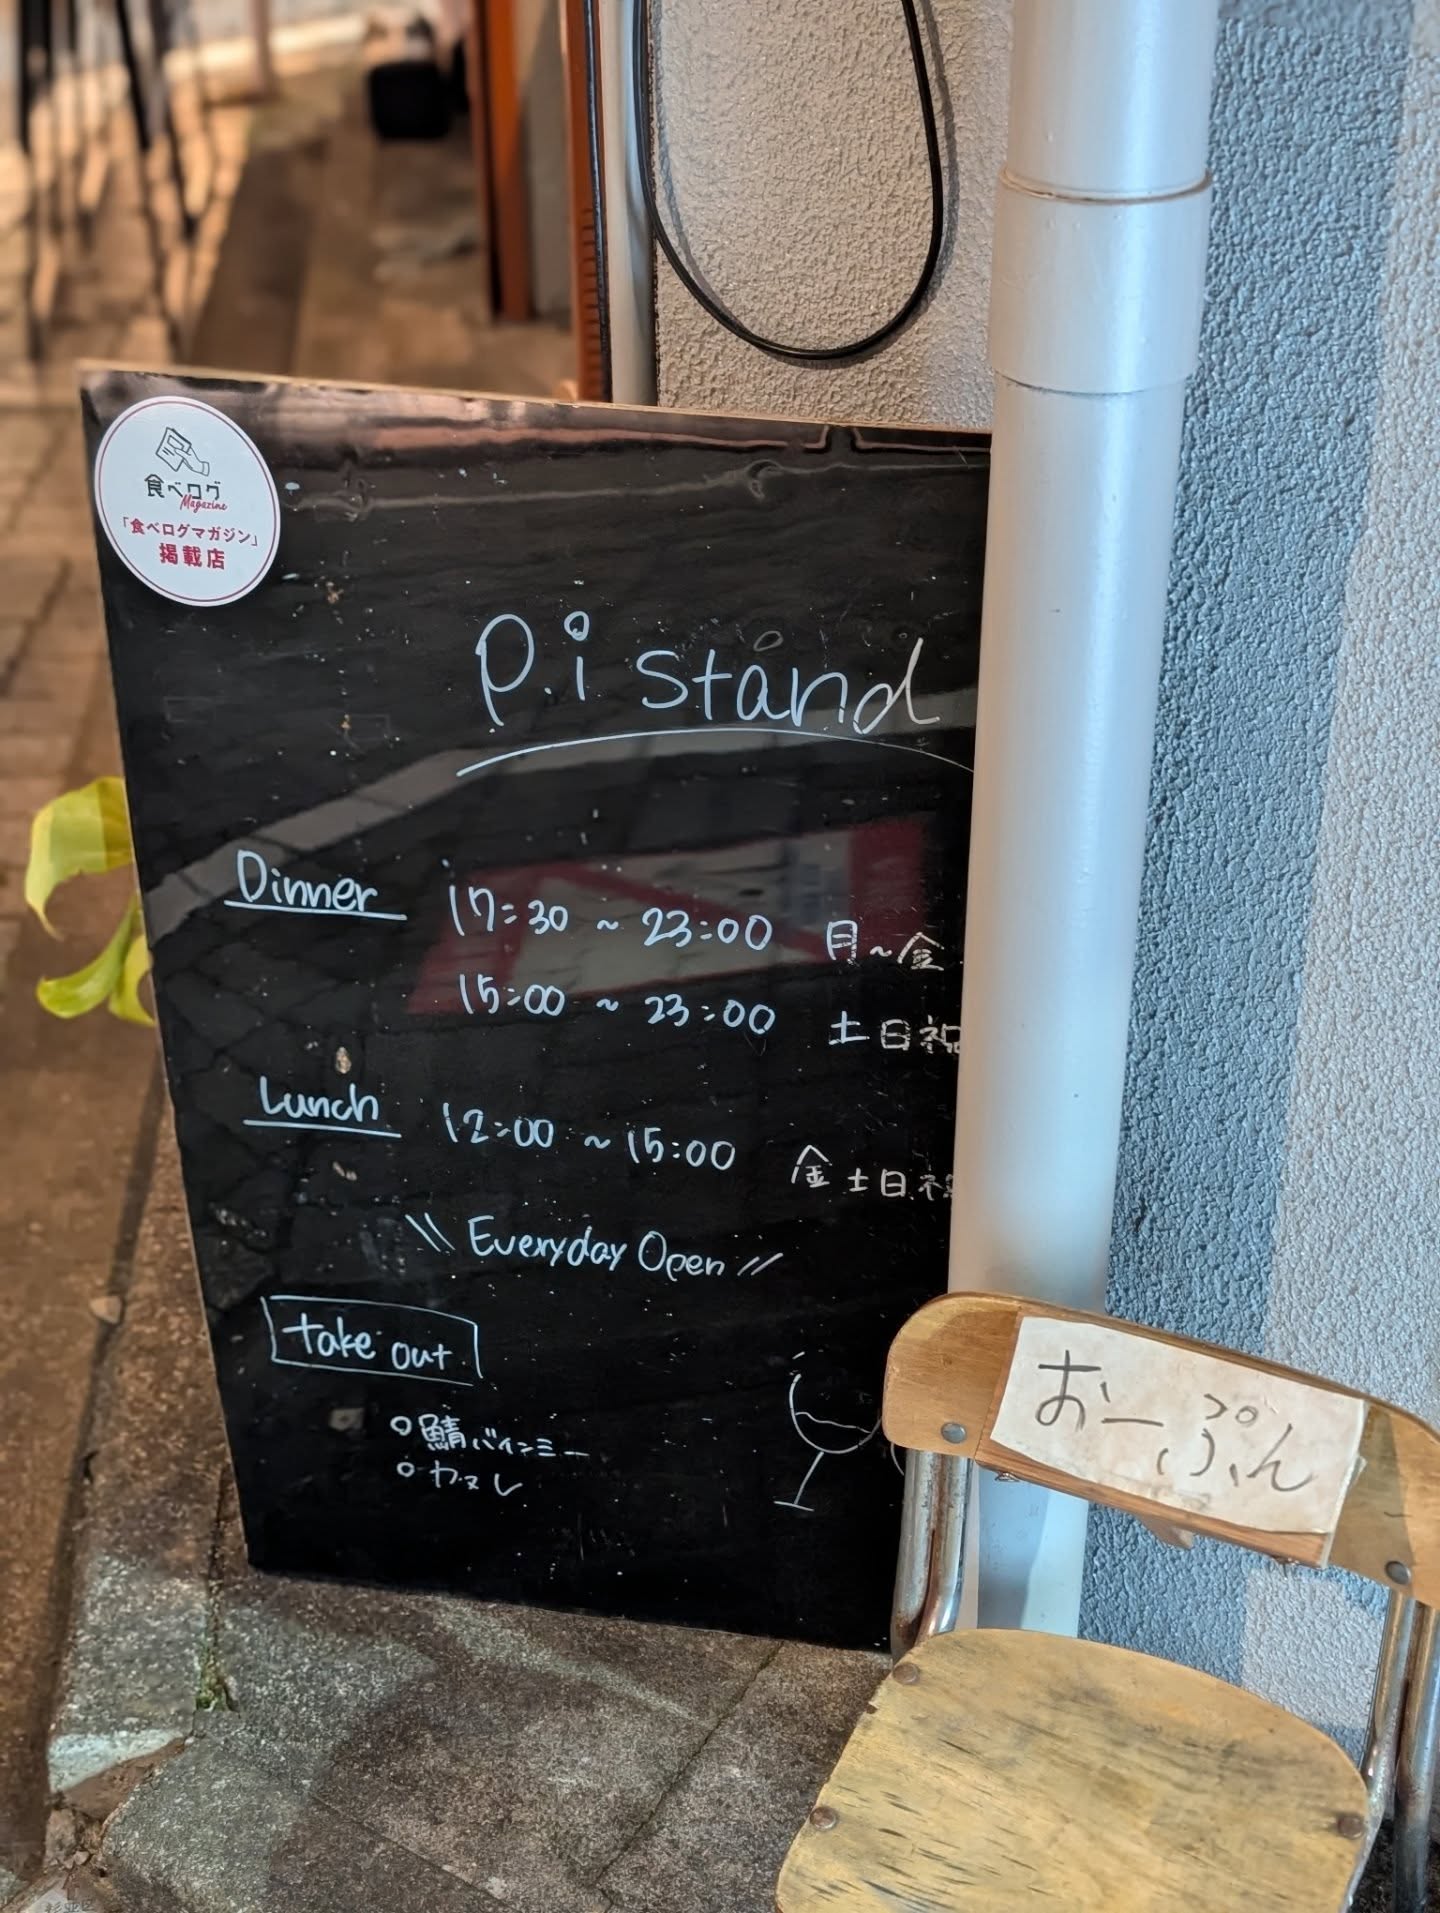 食べログ
Magazine
「食べログマガジン」
掲載店
P.i stand
Dinner 17:30 ~ 23:00 月~金
15:00 ~ 23:00 土日祝
Lunch 12:00 ~ 15:00 金土日祝
\\ Everyday Open //
take out
○鯖バインミー
○カヌレ
おーぷん